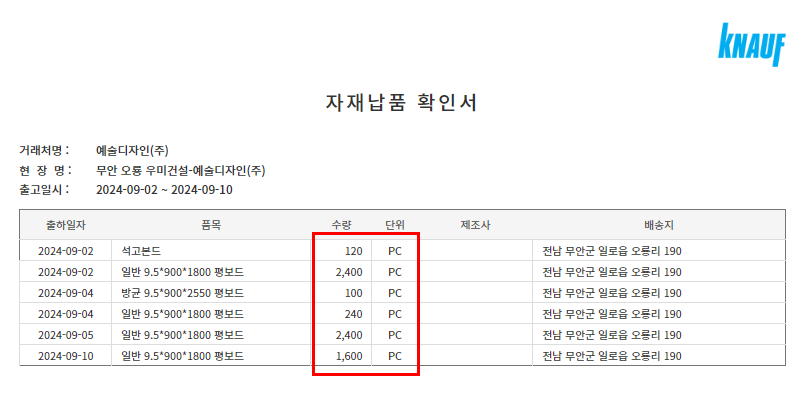 KNAUF
자재납품 확인서
거래처명 : 예술디자인(주)
현 장 명 : 무안 오룡 우미건설-예술디자인(주)
출고일시 : 2024-09-02 ~ 2024-09-10
출하일자 품목 수량 단위 제조사 배송지
2024-09-02 석고본드 120 PC 전남 무안군 일로읍 오룡리 190
2024-09-02 일반 9.5*900*1800 평보드 2,400 PC 전남 무안군 일로읍 오룡리 190
2024-09-04 방균 9.5*900*2550 평보드 100 PC 전남 무안군 일로읍 오룡리 190
2024-09-04 일반 9.5*900*1800 평보드 240 PC 전남 무안군 일로읍 오룡리 190
2024-09-05 일반 9.5*900*1800 평보드 2,400 PC 전남 무안군 일로읍 오룡리 190
2024-09-10 일반 9.5*900*1800 평보드 1,600 PC 전남 무안군 일로읍 오룡리 190